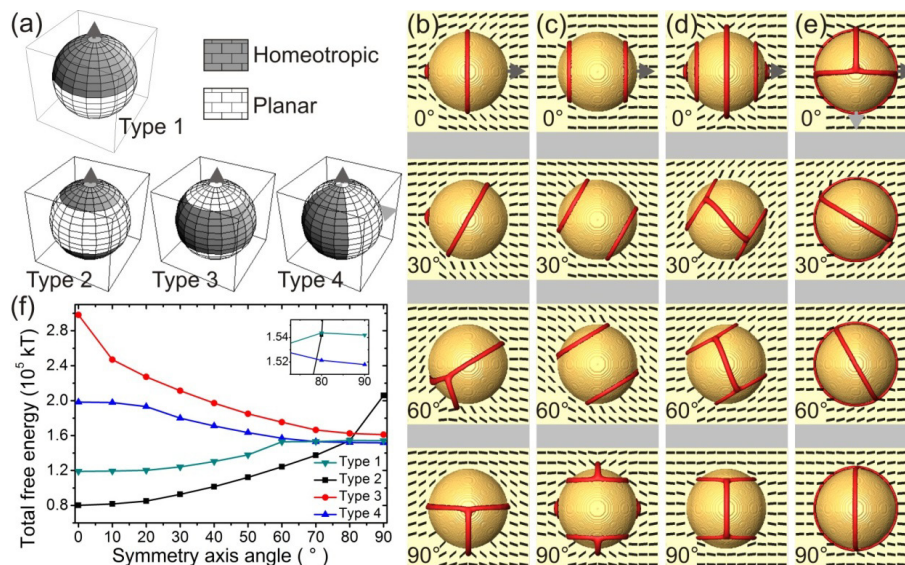 (a)
Type 1
Homeotropic
Planar
Type 2
Type 3
Type 4
(b)
(c)
(d)
(e)
0°
0°
0°
0°
30°
30°
30°
30°
60°
60°
60°
60°
90°
90°
90°
90°
(f)
Total free energy (10⁵ kT)
2.8
2.4
2.0
1.6
1.2
0.8
1.54
1.52
80
90
Type 1
Type 2
Type 3
Type 4
0 10 20 30 40 50 60 70 80 90
Symmetry axis angle ( ° )